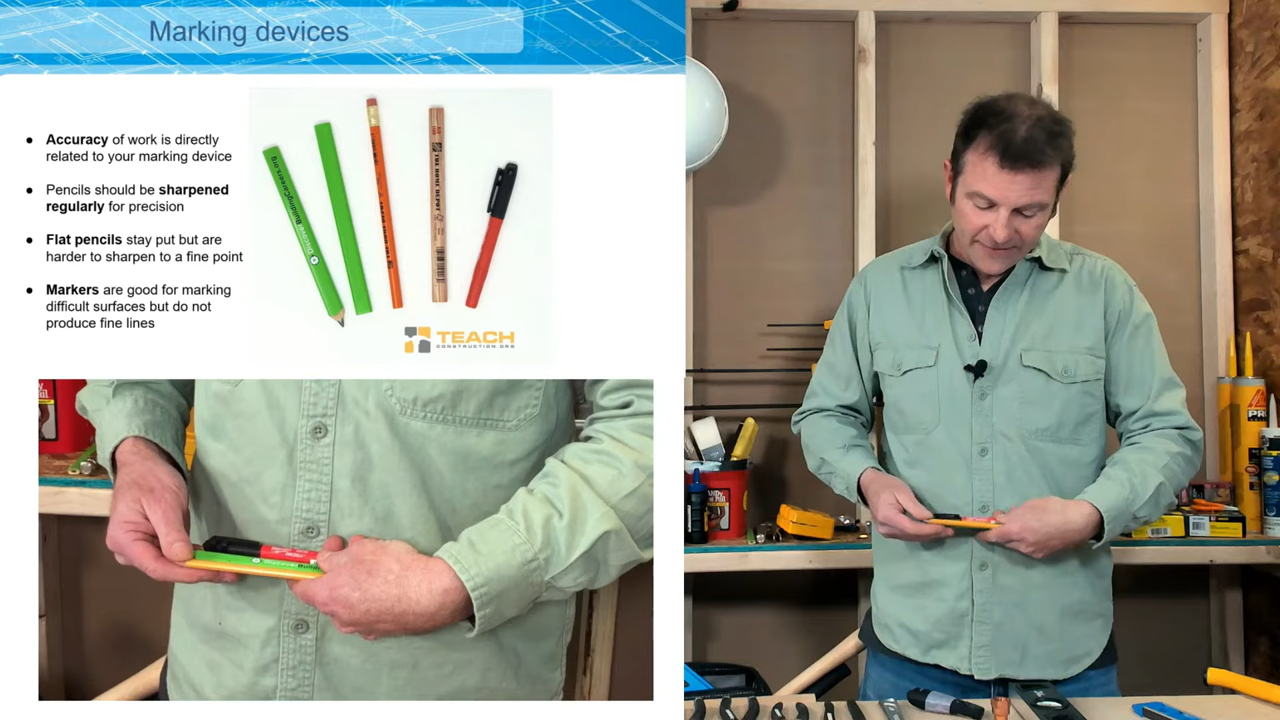 Marking devices
● Accuracy of work is directly
related to your marking device
● Pencils should be sharpened
regularly for precision
● Flat pencils stay put but are
harder to sharpen to a fine point
● Markers are good for marking
difficult surfaces but do not
produce fine lines
DiscoverBuildingCareers.org
THE HOME DEPOT
TEACH
CONSTRUCTION.ORG